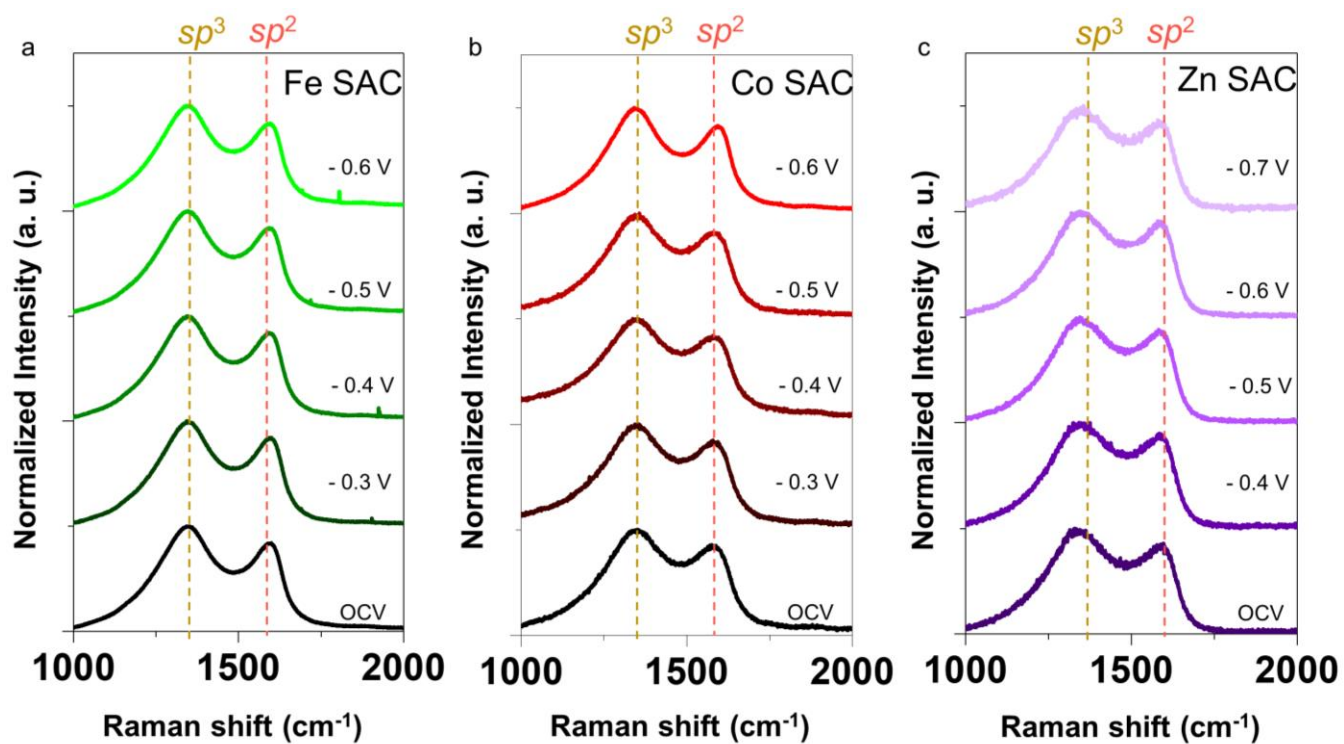 a
sp³ sp²
Fe SAC
- 0.6 V
- 0.5 V
- 0.4 V
- 0.3 V
OCV
1000 1500 2000
Raman shift (cm⁻¹)
Normalized Intensity (a. u.)
b
sp³ sp²
Co SAC
- 0.6 V
- 0.5 V
- 0.4 V
- 0.3 V
OCV
1000 1500 2000
Raman shift (cm⁻¹)
Normalized Intensity (a. u.)
c
sp³ sp²
Zn SAC
- 0.7 V
- 0.6 V
- 0.5 V
- 0.4 V
OCV
1000 1500 2000
Raman shift (cm⁻¹)
Normalized Intensity (a. u.)